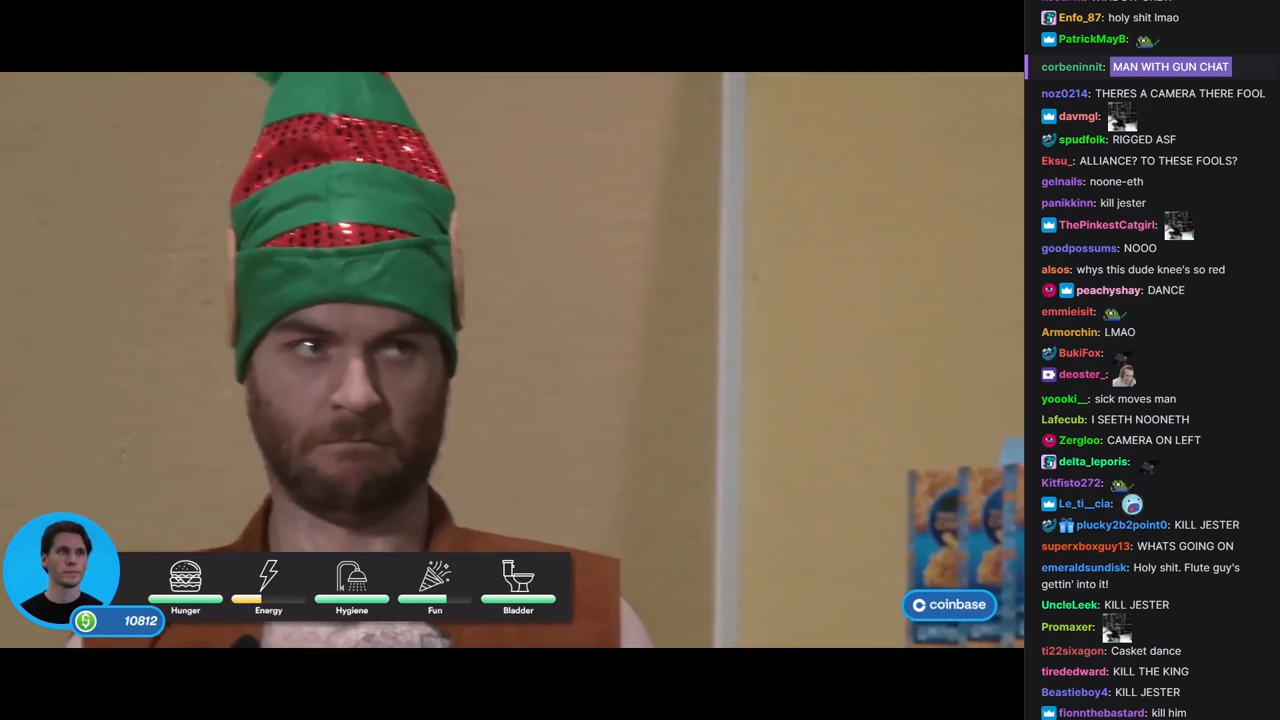 Enfo_87: holy shit lmao
PatrickMayB:
corbeninnit: MAN WITH GUN CHAT
noz0214: THERES A CAMERA THERE FOOL
davmgl:
spudfolk: RIGGED ASF
Eksu_: ALLIANCE? TO THESE FOOLS?
gelnails: noone-eth
panikkinn: kill jester
ThePinkestCatgirl:
goodpossums: NOOO
alsos: whys this dude knee's so red
peachyshay: DANCE
emmieisit:
Armorchin: LMAO
BukiFox:
deoster_:
yoooki__: sick moves man
Lafecub: I SEETH NOONETH
Zergloo: CAMERA ON LEFT
delta_leporis:
Kitfisto272:
Le_ti__cia:
plucky2b2point0: KILL JESTER
superxboxguy13: WHATS GOING ON
emeraldsundisk: Holy shit. Flute guy's
gettin' into it!
UncleLeek: KILL JESTER
Promaxer:
ti22sixagon: Casket dance
tirededward: KILL THE KING
Beastieboy4: KILL JESTER
fionnthebastard: kill him
Hunger Energy Hygiene Fun Bladder
10812
coinbase